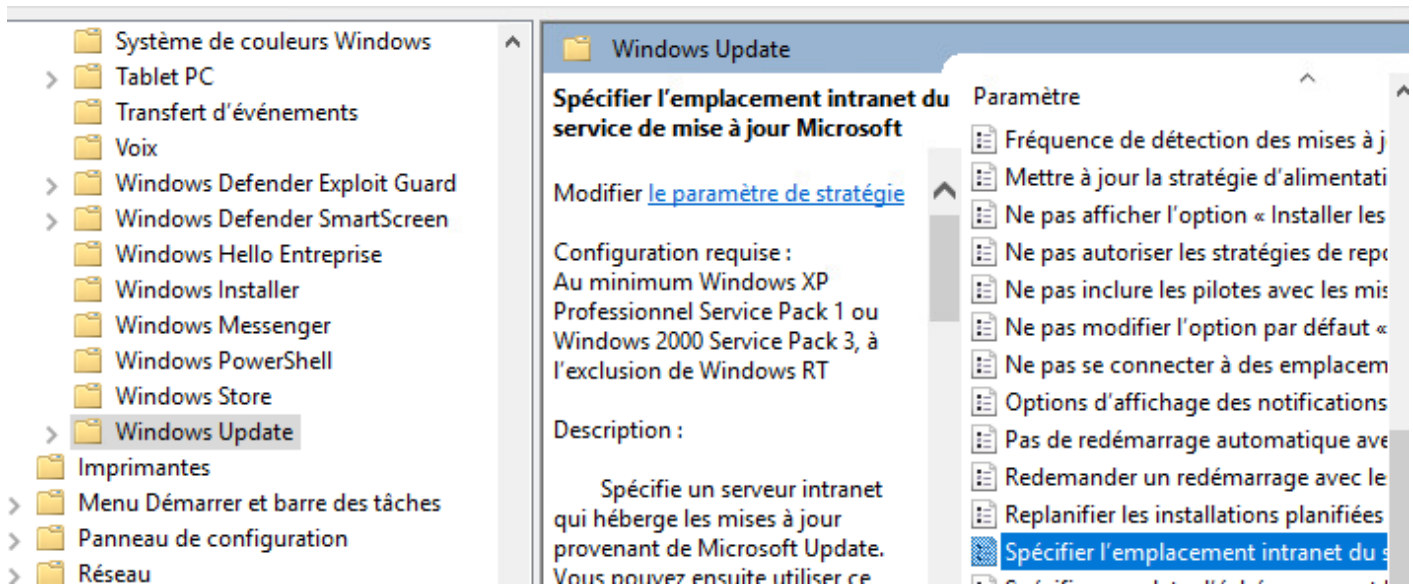 Système de couleurs Windows
Tablet PC
Transfert d'événements
Voix
Windows Defender Exploit Guard
Windows Defender SmartScreen
Windows Hello Entreprise
Windows Installer
Windows Messenger
Windows PowerShell
Windows Store
Windows Update
Imprimantes
Menu Démarrer et barre des tâches
Panneau de configuration
Réseau
Windows Update
Spécifier l'emplacement intranet du
service de mise à jour Microsoft
Modifier le paramètre de stratégie
Configuration requise :
Au minimum Windows XP
Professionnel Service Pack 1 ou
Windows 2000 Service Pack 3, à
l'exclusion de Windows RT
Description :
Spécifie un serveur intranet
qui héberge les mises à jour
provenant de Microsoft Update.
Vous pouvez ensuite utiliser ce
Paramètre
Fréquence de détection des mises à j
Mettre à jour la stratégie d'alimentati
Ne pas afficher l'option « Installer les
Ne pas autoriser les stratégies de repo
Ne pas inclure les pilotes avec les mis
Ne pas modifier l'option par défaut «
Ne pas se connecter à des emplacem
Options d'affichage des notifications
Pas de redémarrage automatique ave
Redemander un redémarrage avec le
Replanifier les installations planifiées
Spécifier l'emplacement intranet du s